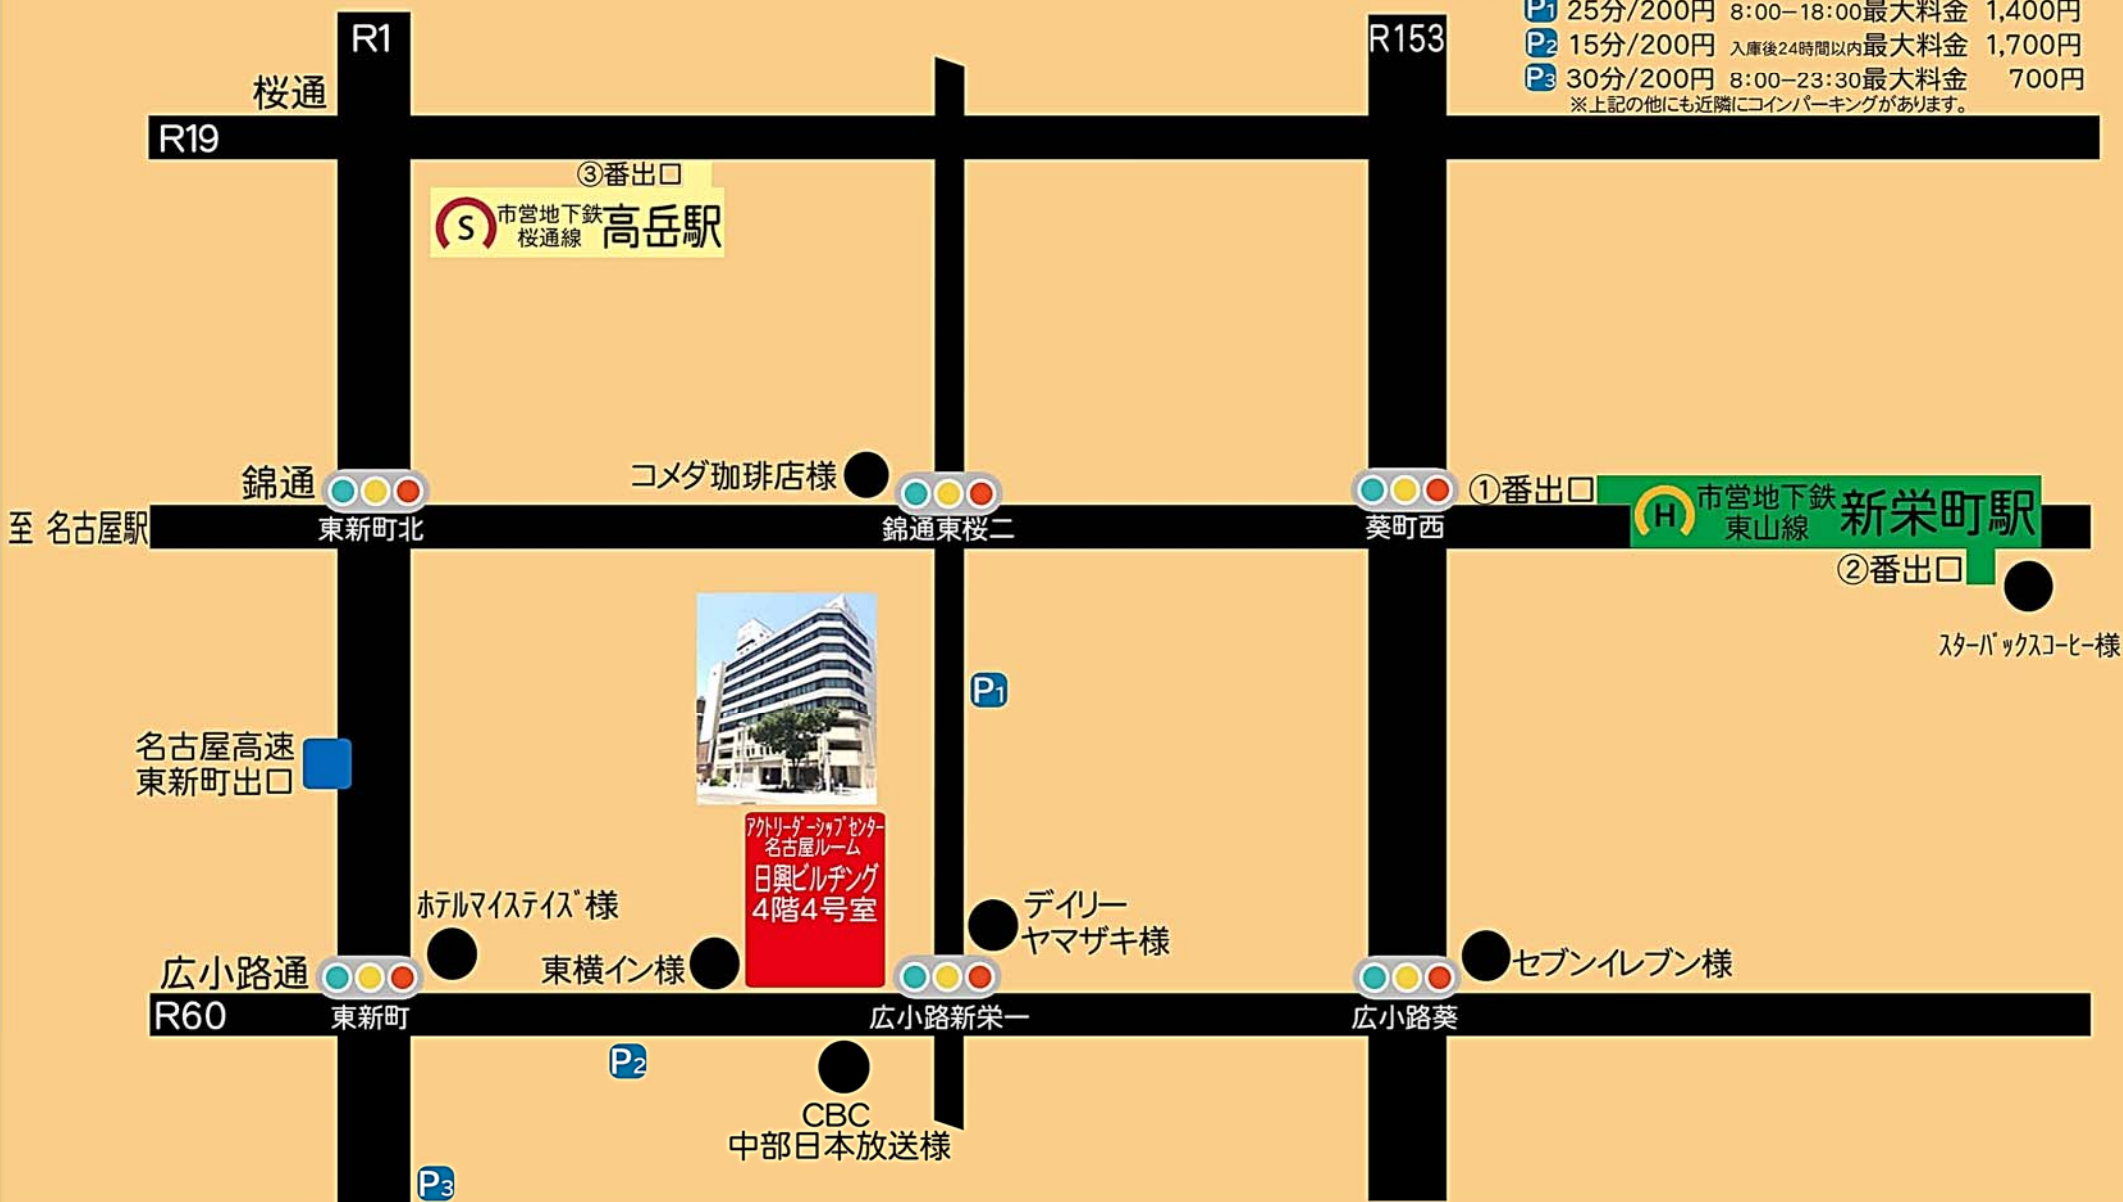 R1
R153
P1 25分/200円 8:00-18:00最大料金 1,400円
P2 15分/200円 入庫後24時間以内最大料金 1,700円
P3 30分/200円 8:00-23:30最大料金 700円
※上記の他にも近隣にコインパーキングがあります。
桜通
R19
③番出口
S 市営地下鉄
桜通線
高岳駅
錦通
コメダ珈琲店様
①番出口
H 市営地下鉄
東山線
新栄町駅
至 名古屋駅
東新町北
錦通東桜二
葵町西
②番出口
スターバックスコーヒー様
P1
名古屋高速
東新町出口
アクトリーダーシップセンター
名古屋ルーム
日興ビルヂング
4階4号室
ホテルマイステイズ様
東横イン様
デイリー
ヤマザキ様
セブンイレブン様
広小路通
R60
東新町
広小路新栄一
広小路葵
P2
CBC
中部日本放送様
P3